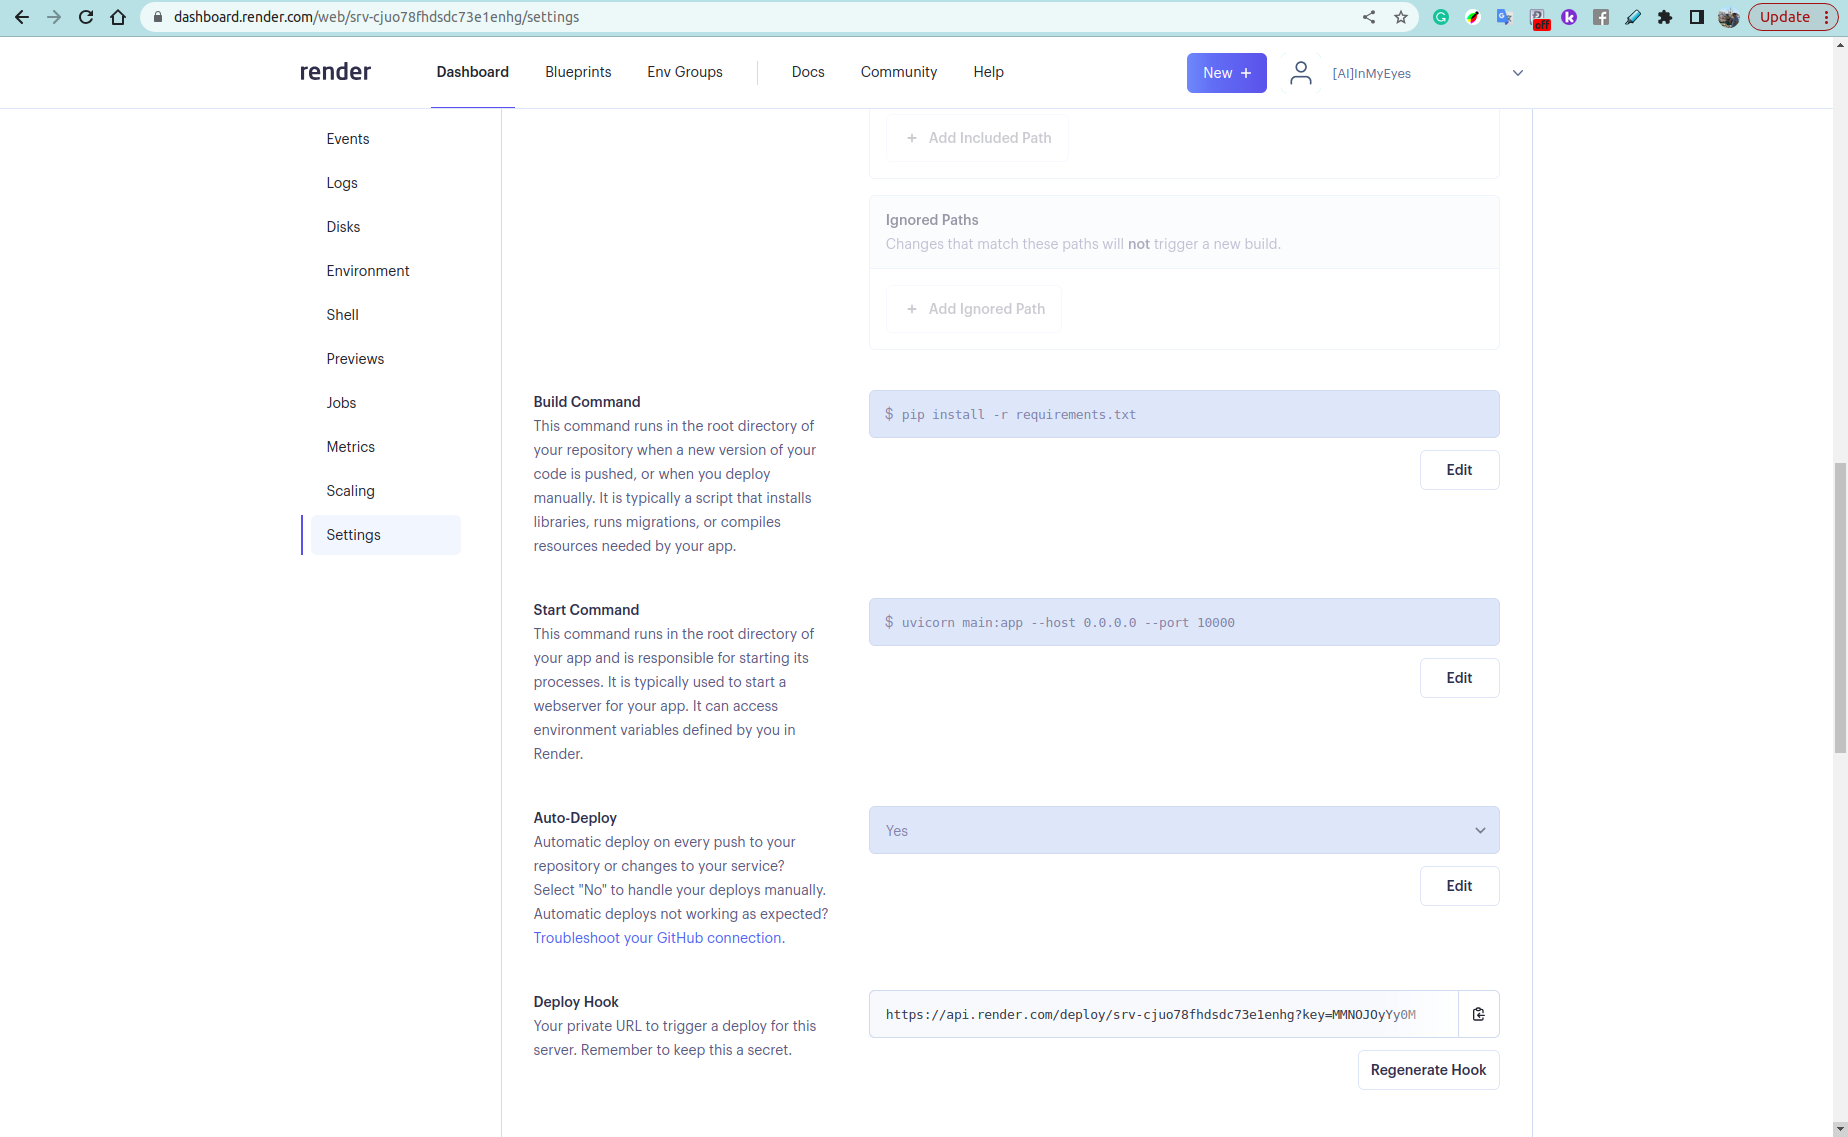 dashboard.render.com/web/srv-cjuo78fhdsdc73e1enhg/settings
off
Update
render
Dashboard
Blueprints
Env Groups
Docs
Community
Help
New +
[AI]InMyEyes
Events
Logs
Disks
Environment
Shell
Previews
Jobs
Metrics
Scaling
Settings
+ Add Included Path
Ignored Paths
Changes that match these paths will not trigger a new build.
+ Add Ignored Path
Build Command
This command runs in the root directory of
your repository when a new version of your
code is pushed, or when you deploy
manually. It is typically a script that installs
libraries, runs migrations, or compiles
resources needed by your app.
$ pip install -r requirements.txt
Edit
Start Command
This command runs in the root directory of
your app and is responsible for starting its
processes. It is typically used to start a
webserver for your app. It can access
environment variables defined by you in
Render.
$ uvicorn main:app --host 0.0.0.0 --port 10000
Edit
Auto-Deploy
Automatic deploy on every push to your
repository or changes to your service?
Select "No" to handle your deploys manually.
Automatic deploys not working as expected?
Troubleshoot your GitHub connection.
Yes
Edit
Deploy Hook
Your private URL to trigger a deploy for this
server. Remember to keep this a secret.
https://api.render.com/deploy/srv-cjuo78fhdsdc73e1enhg?key=MMNOJOyYy0M
Regenerate Hook